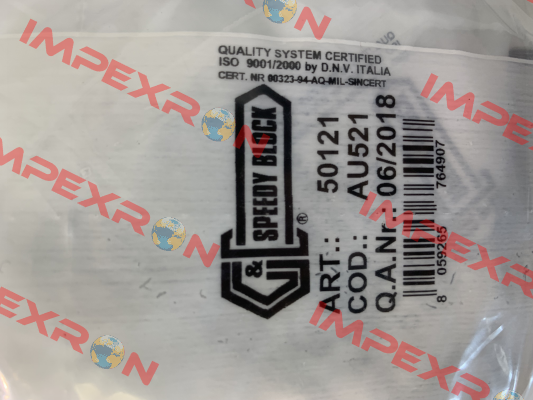 QUALITY SYSTEM CERTIFIED
ISO 9001/2000 by D.N.V. ITALIA
CERT. NR 00323-94-AQ-MIL-SINCERT
G & C
SPEEDY BLOCK
®
ART.: 50121
COD.: AU521
Q.A.Nr.: 06/2018
8 059265 764907
IMPEXRON
IMPEXRON
IMPEXRON
IMPEXRON
IMPEXRON